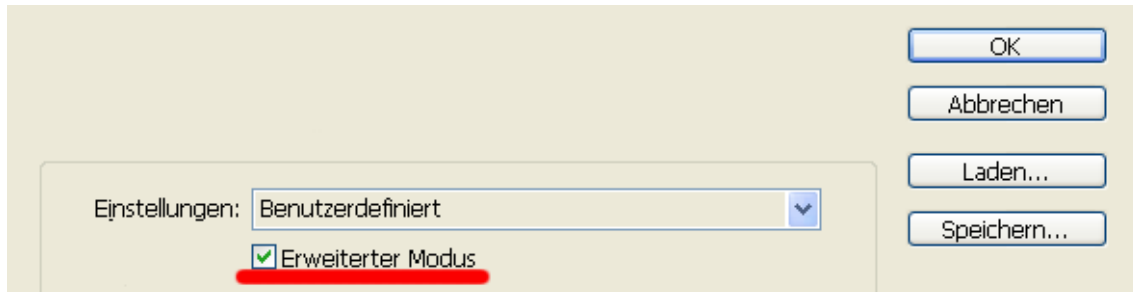 OK
Abbrechen
Laden...
Einstellungen: Benutzerdefiniert
Speichern...
Erweiterter Modus